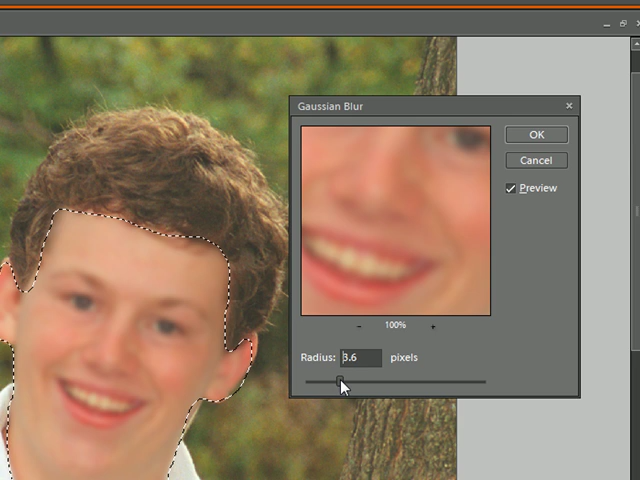 Gaussian Blur
OK
Cancel
Preview
100%
Radius: 3.6 pixels